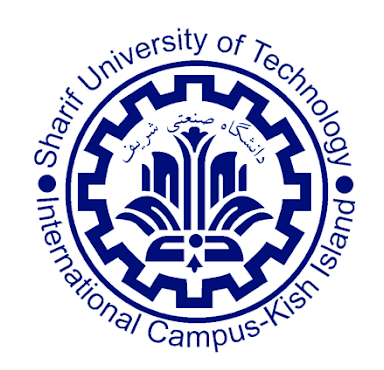 Sharif University of Technology
دانشگاه صنعتی شریف
International Campus-Kish Island